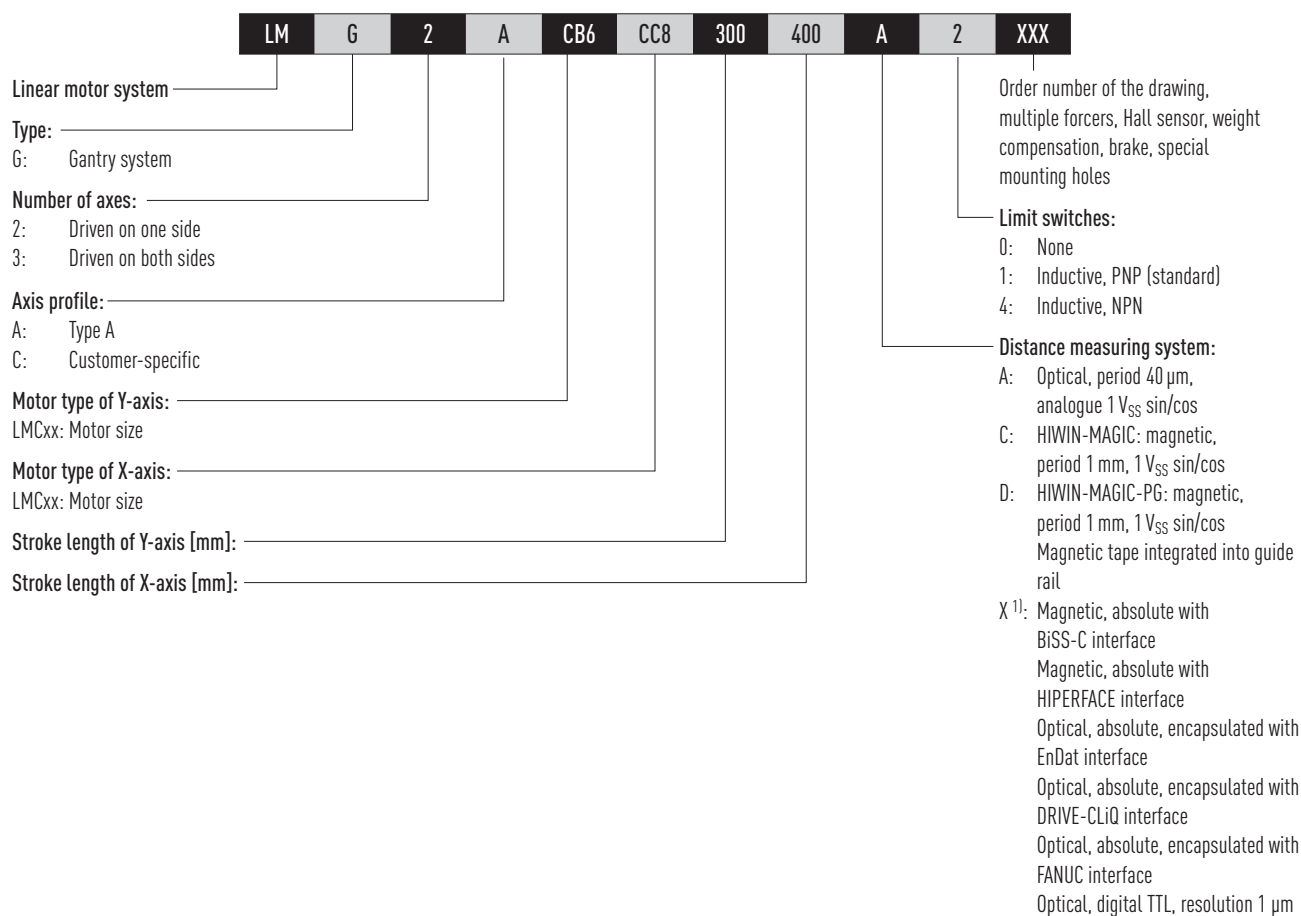 LM G 2 A CB6 CC8 300 400 A 2 XXX
Linear motor system
Type:
G: Gantry system
Number of axes:
2: Driven on one side
3: Driven on both sides
Axis profile:
A: Type A
C: Customer-specific
Motor type of Y-axis:
LMCxx: Motor size
Motor type of X-axis:
LMCxx: Motor size
Stroke length of Y-axis [mm]:
Stroke length of X-axis [mm]:
Order number of the drawing,
multiple forcers, Hall sensor, weight
compensation, brake, special
mounting holes
Limit switches:
0: None
1: Inductive, PNP (standard)
4: Inductive, NPN
Distance measuring system:
A: Optical, period 40 µm,
analogue 1 VSS sin/cos
C: HIWIN-MAGIC: magnetic,
period 1 mm, 1 VSS sin/cos
D: HIWIN-MAGIC-PG: magnetic,
period 1 mm, 1 VSS sin/cos
Magnetic tape integrated into guide
rail
X 1): Magnetic, absolute with
BiSS-C interface
Magnetic, absolute with
HIPERFACE interface
Optical, absolute, encapsulated with
EnDat interface
Optical, absolute, encapsulated with
DRIVE-CLiQ interface
Optical, absolute, encapsulated with
FANUC interface
Optical, digital TTL, resolution 1 µm